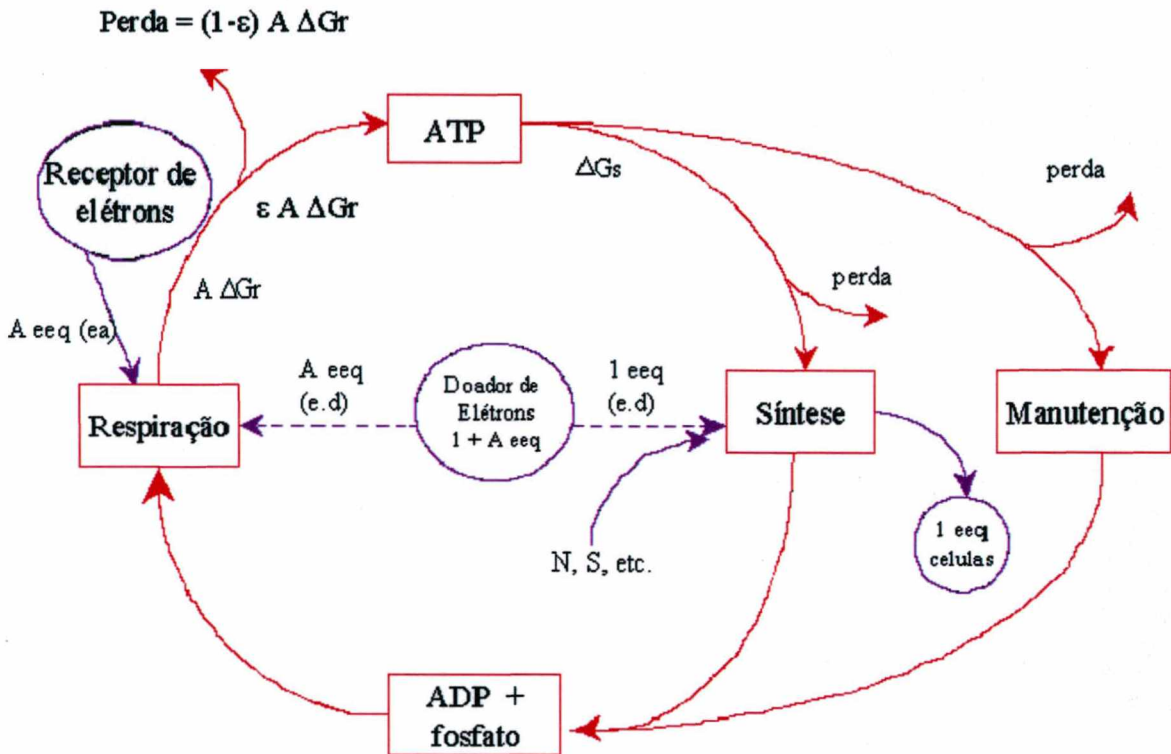 Perda = (1-ε) A ΔGr
ATP
Receptor de
elétrons
ε A ΔGr
ΔGs
perda
A ΔGr
perda
A eeq (ea)
A eeq
(e.d)
Doador de
Elétrons
1 + A eeq
1 eeq
(e.d)
Respiração
Síntese
Manutenção
N, S, etc.
1 eeq
celulas
ADP +
fosfato